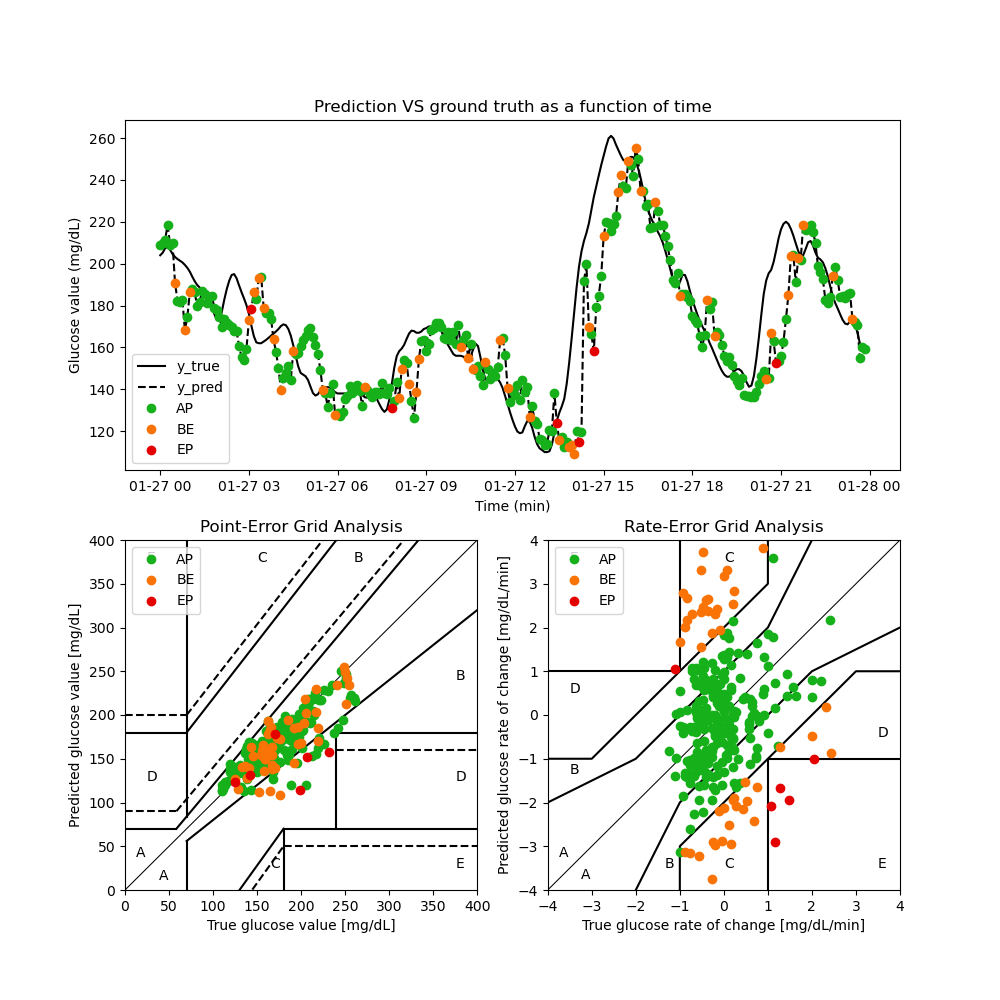 Prediction VS ground truth as a function of time
Glucose value (mg/dL)
260
240
220
200
180
160
140
120
y_true
y_pred
AP
BE
EP
01-27 00 01-27 03 01-27 06 01-27 09 01-27 12 01-27 15 01-27 18 01-27 21 01-28 00
Time (min)
Point-Error Grid Analysis
Predicted glucose value [mg/dL]
400
350
300
250
200
150
100
50
0
AP
BE
EP
C B
B
D D
A
A
C
E
0 50 100 150 200 250 300 350 400
True glucose value [mg/dL]
Rate-Error Grid Analysis
Predicted glucose rate of change [mg/dL/min]
4
3
2
1
0
−1
−2
−3
−4
AP
BE
EP
C
D
D
B
A
A
B C E
−4 −3 −2 −1 0 1 2 3 4
True glucose rate of change [mg/dL/min]